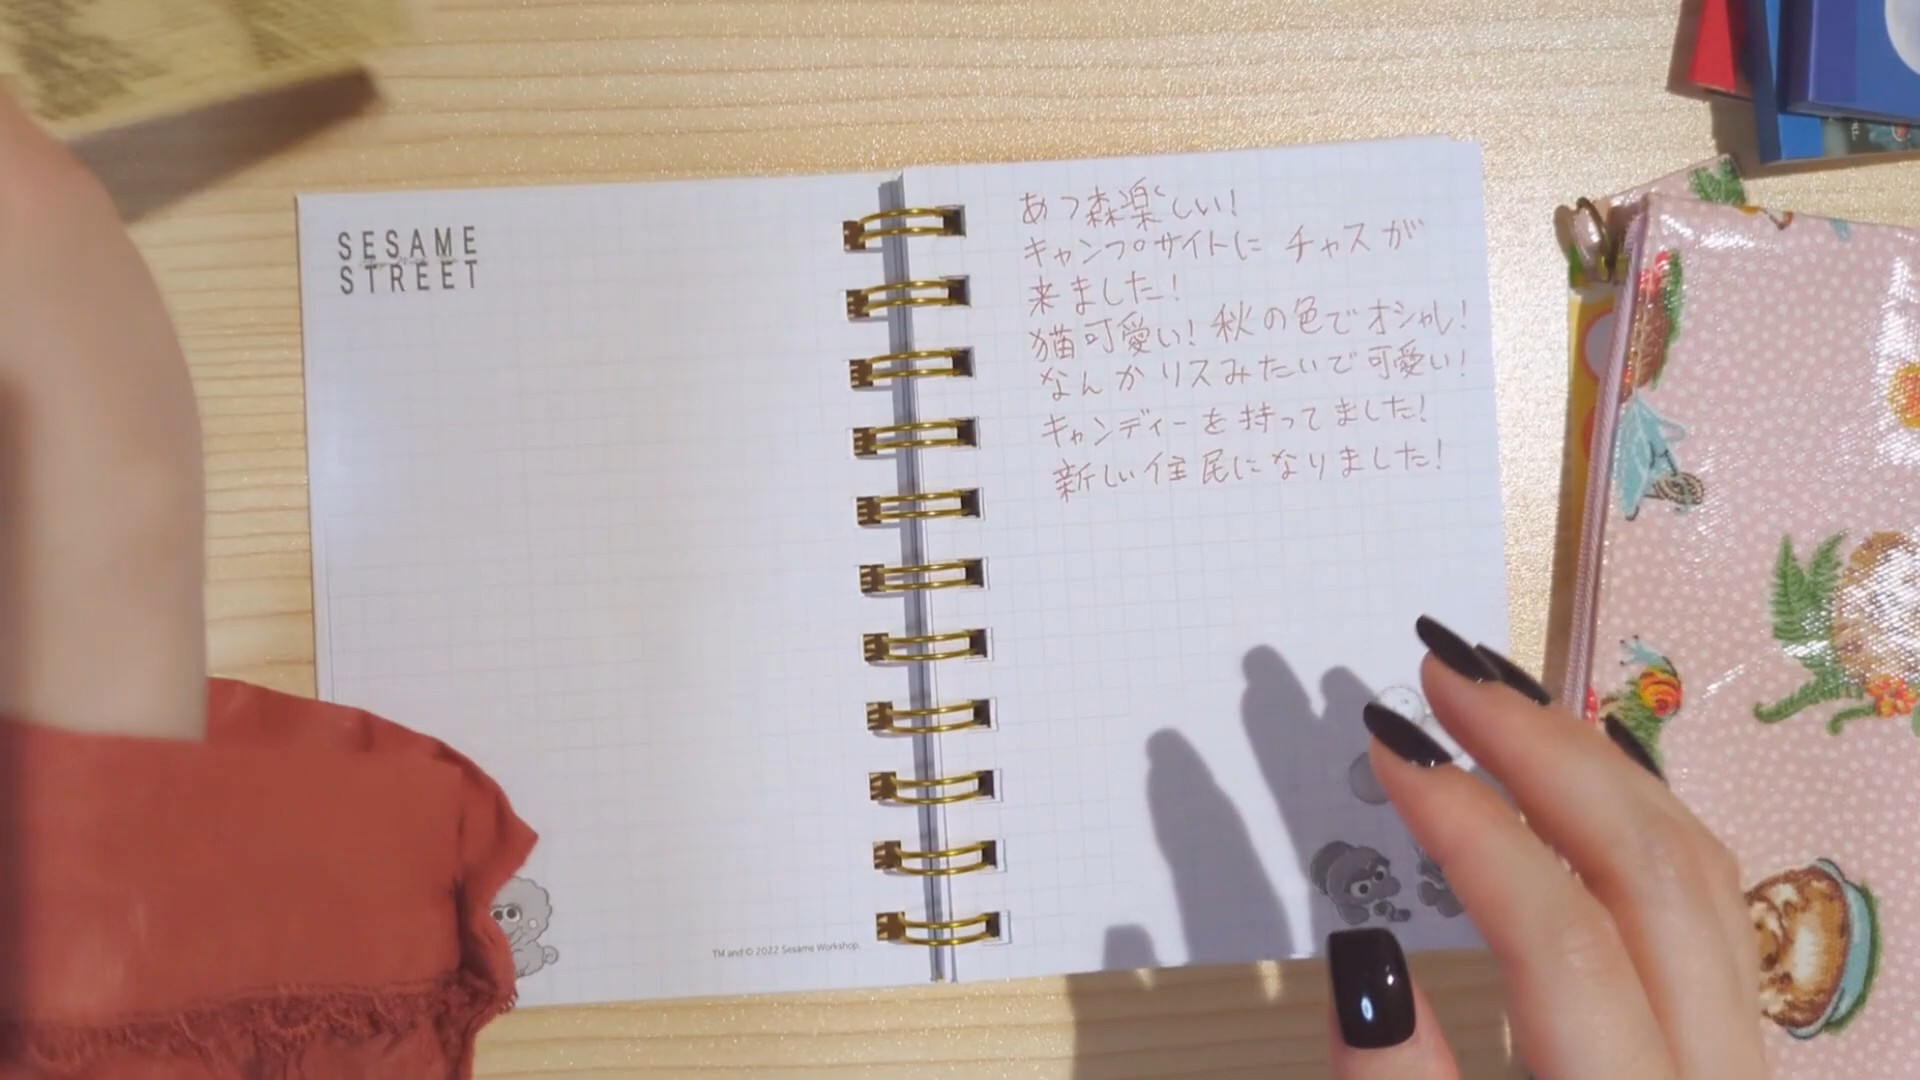 SESAME
STREET
TM and © 2022 Sesame Workshop.
あつ森楽しい!
キャンプサイトに チャスが
来ました!
猫可愛い! 秋の色でオシャレ!
なんかリスみたいで可愛い!
キャンディーを持ってました!
新しい住民になりました!